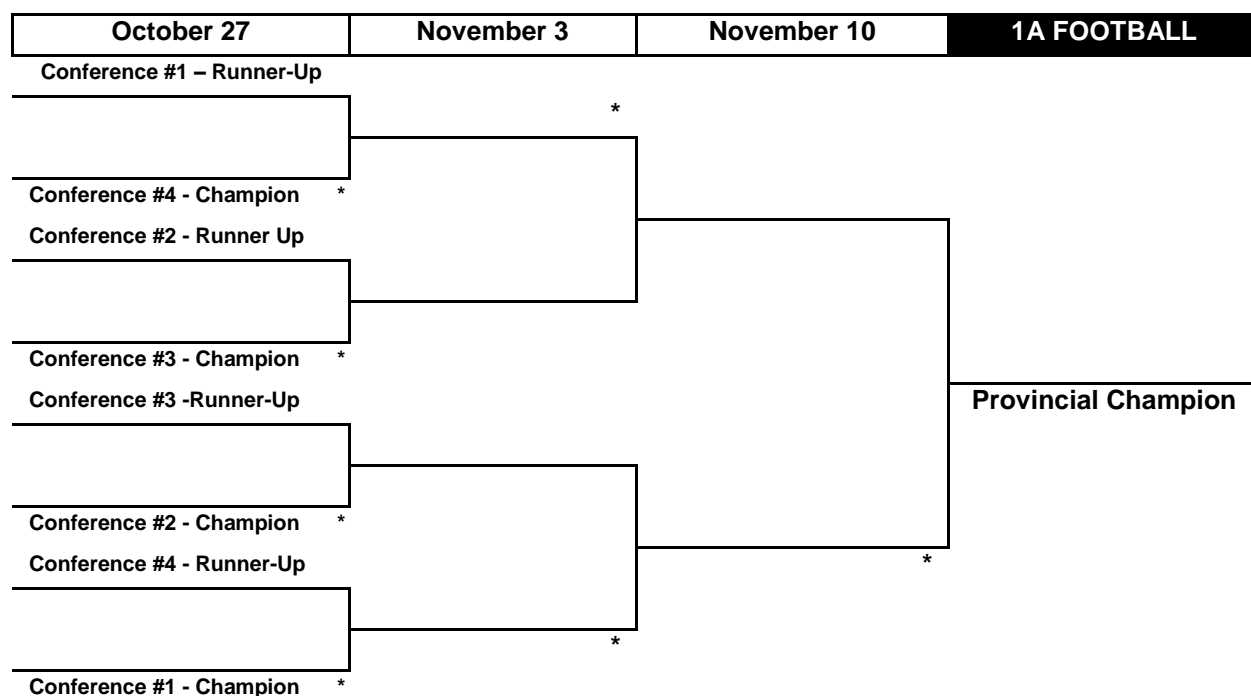 October 27 November 3 November 10 1A FOOTBALL
Conference #1 – Runner-Up
*
Conference #4 - Champion *
Conference #2 - Runner Up
Conference #3 - Champion *
Conference #3 -Runner-Up
Provincial Champion
Conference #2 - Champion *
Conference #4 - Runner-Up
*
*
Conference #1 - Champion *